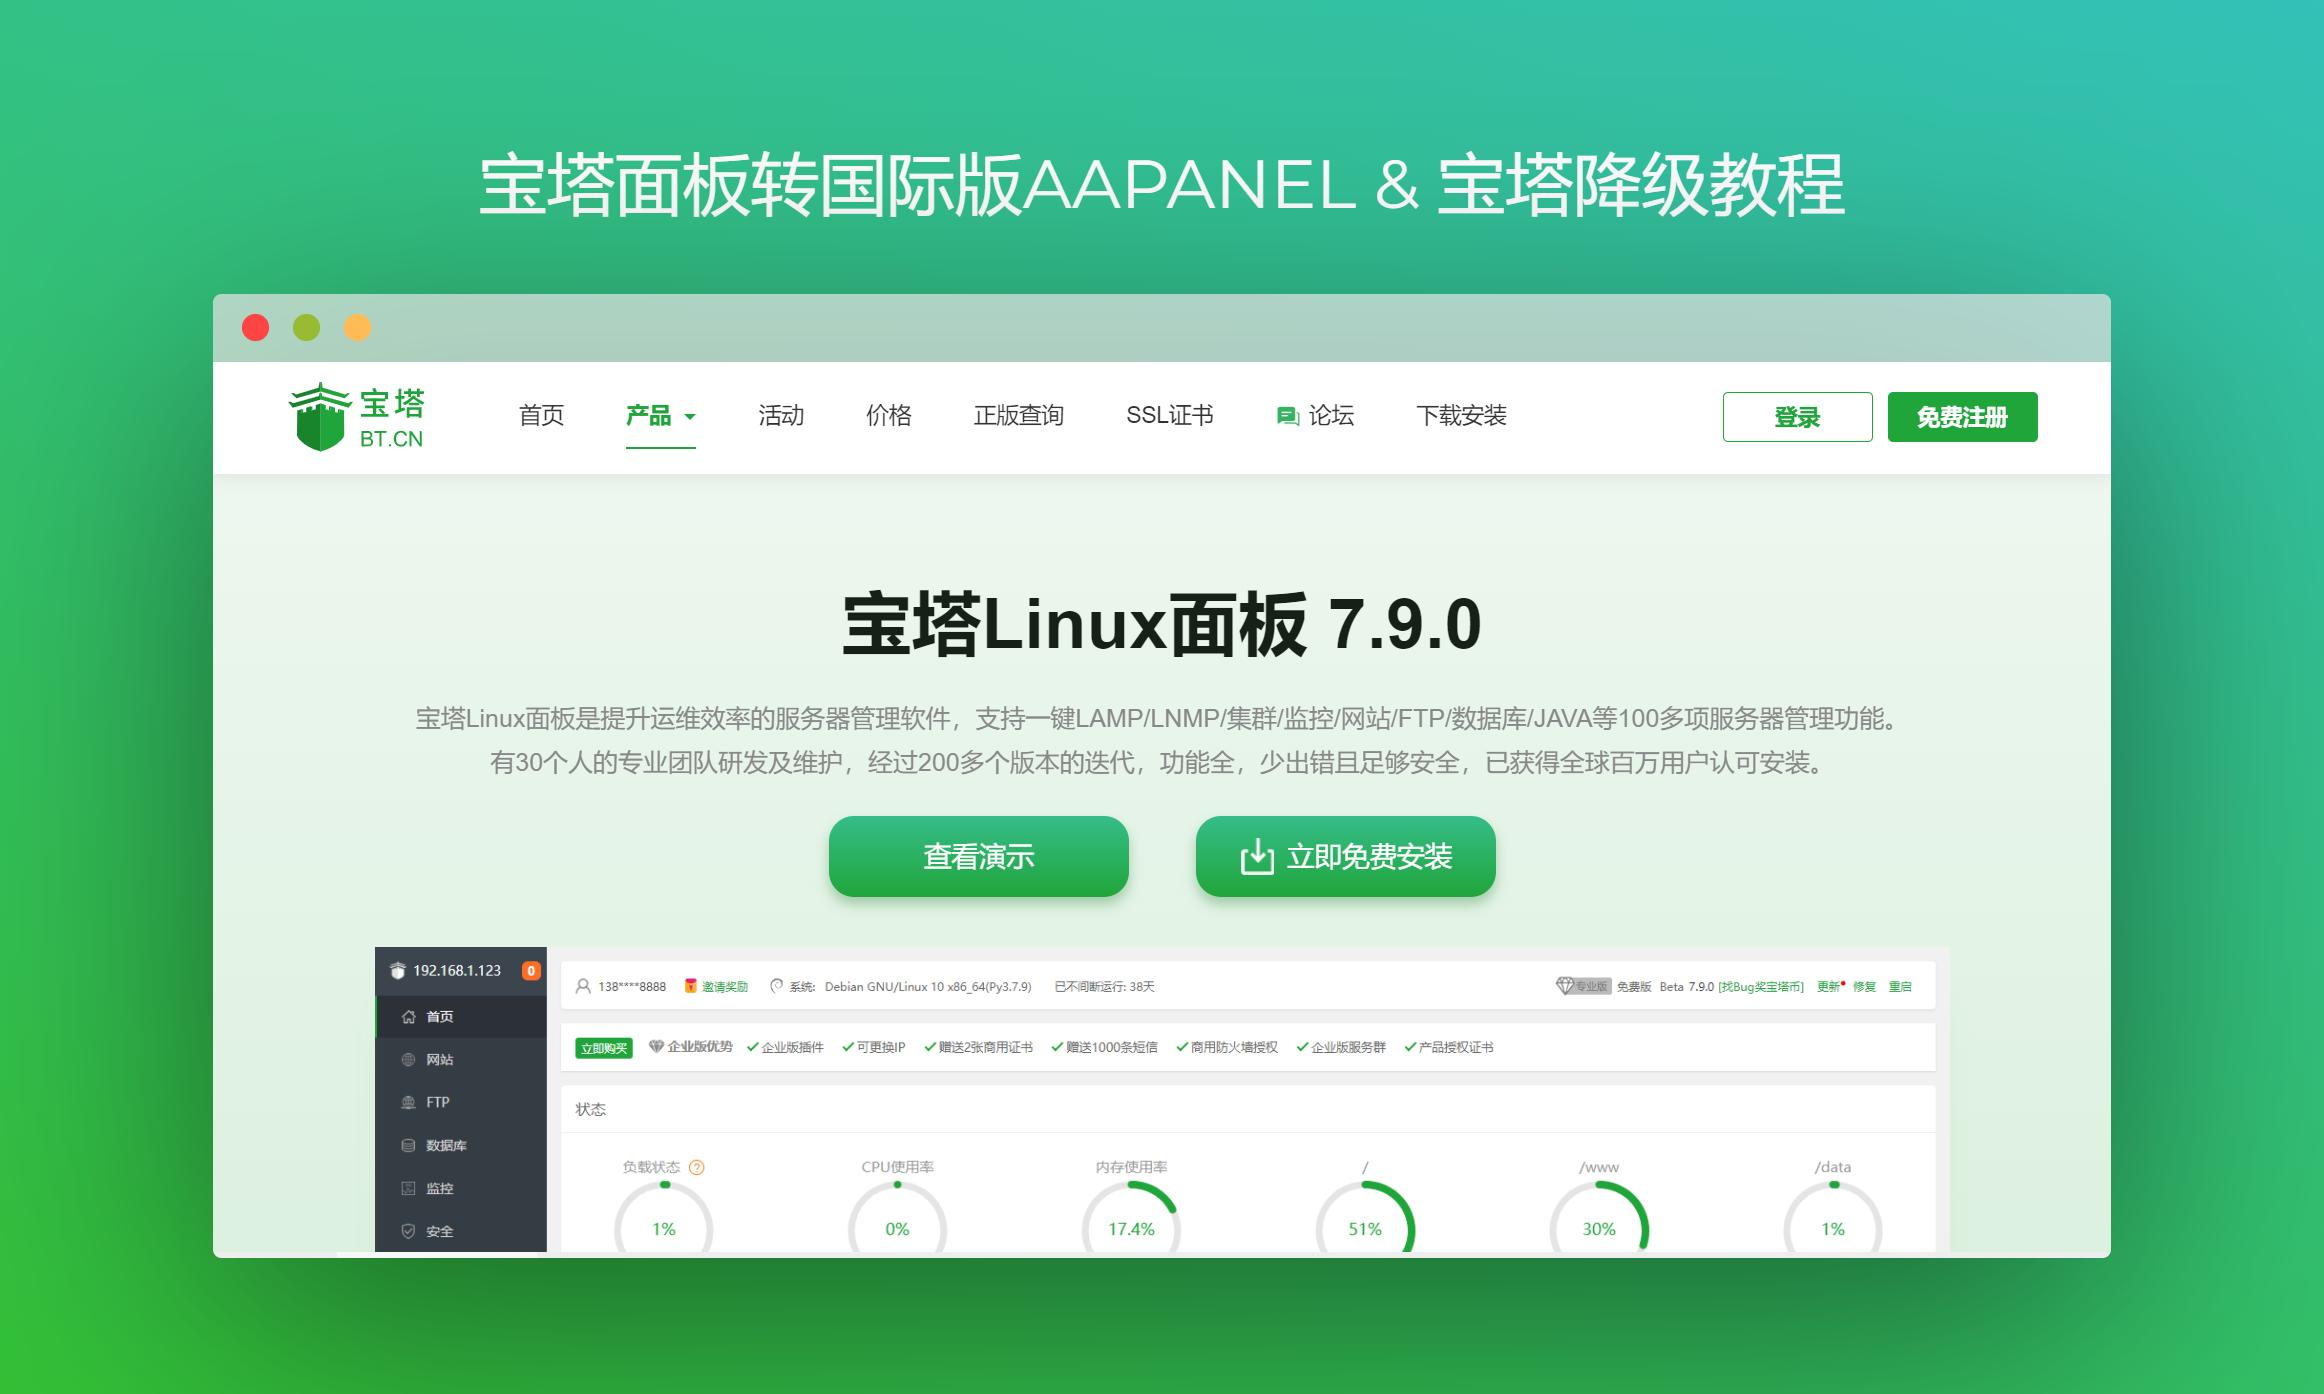 宝塔面板转国际版AAPANEL & 宝塔降级教程
宝塔
BT.CN
首页 产品 活动 价格 正版查询 SSL证书 论坛 下载安装 登录 免费注册
宝塔Linux面板 7.9.0
宝塔Linux面板是提升运维效率的服务器管理软件，支持一键LAMP/LNMP/集群/监控/网站/FTP/数据库/JAVA等100多项服务器管理功能。
有30个人的专业团队研发及维护，经过200多个版本的迭代，功能全，少出错且足够安全，已获得全球百万用户认可安装。
查看演示 立即免费安装
192.168.1.123 0
138****8888 邀请奖励 系统: Debian GNU/Linux 10 x86_64(Py3.7.9) 已不间断运行: 38天 专业版 免费版 Beta 7.9.0 [找Bug奖宝塔币] 更新 修复 重启
首页
网站
FTP
数据库
监控
安全
立即购买 企业版优势 企业版插件 可更换IP 赠送2张商用证书 赠送1000条短信 商用防火墙授权 企业版服务群 产品授权证书
状态
负载状态 ? CPU使用率 内存使用率 / /www /data
1% 0% 17.4% 51% 30% 1%